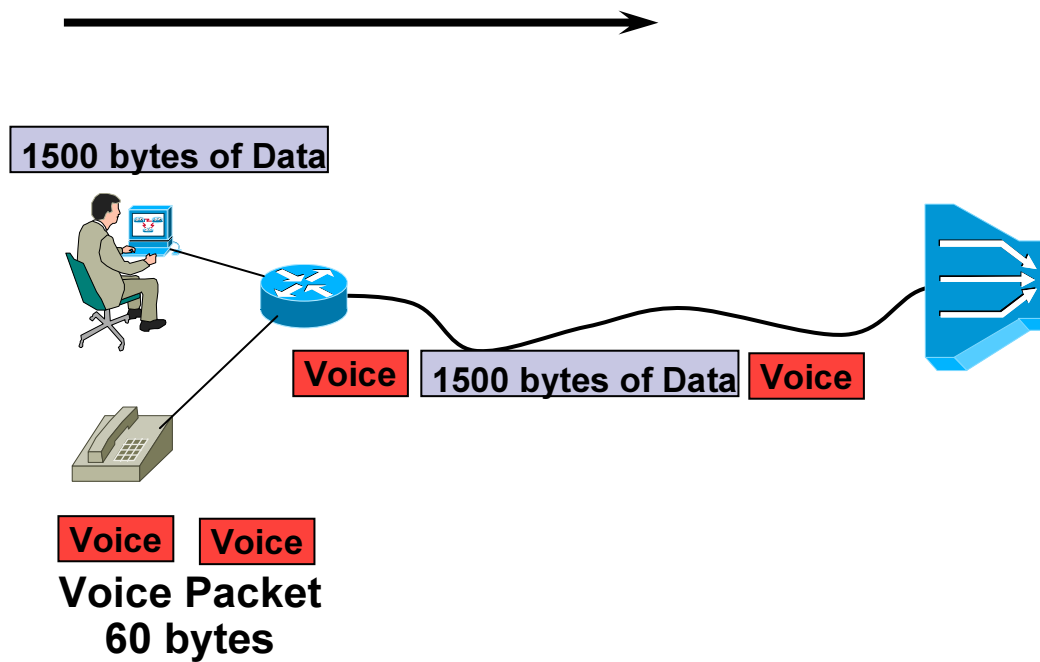 1500 bytes of Data
Voice
1500 bytes of Data
Voice
Voice
Voice
Voice Packet
60 bytes